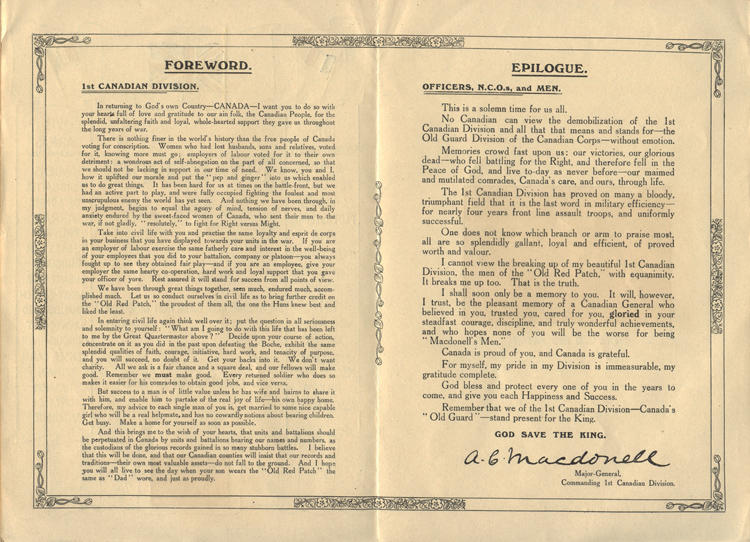 FOREWORD.
1st CANADIAN DIVISION.
In returning to God's own Country—CANADA—I want you to do so with
your hearts full of love and gratitude to our ain folk, the Canadian People, for the
splendid, unfaltering faith and loyal, whole-hearted support they gave us throughout
the long years of war.
There is nothing finer in the world's history than the free people of Canada
voting for conscription. Women who had lost husbands, sons and relatives, voted
for it, knowing more must go; employers of labour voted for it to their own
detriment: a wondrous act of self-abnegation on the part of all concerned, so that
we should not be lacking in support in our time of need. We know, you and I,
how it uplifted our morale and put the "pep and ginger" into us which enabled
us to do great things. It has been hard for us at times on the battle-front, but we
had an active part to play, and were fully occupied fighting the foulest and most
unscrupulous enemy the world has yet seen. And nothing we have been through, in
my judgment, begins to equal the agony of mind, tension of nerves, and daily
anxiety endured by the sweet-faced women of Canada, who sent their men to the
war, if not gladly, "resolutely," to fight for Right versus Might.
Take into civil life with you and practise the same loyalty and esprit de corps
in your business that you have displayed towards your units in the war. If you are
an employer of labour exercise the same fatherly care and interest in the well-being
of your employees that you did to your battalion, company or platoon—you always
fought up to see they obtained fair play—and if you are an employee, give your
employer the same hearty co-operation, hard work and loyal support that you gave
your officer of yore. Rest assured it will stand for success from all points of view.
We have been through great things together, seen much, endured much, accom-
plished much. Let us so conduct ourselves in civil life as to bring further credit on
the "Old Red Patch," the proudest of them all, the one the Huns knew best and
liked the least.
In entering civil life again think well over it; put the question in all seriousness
and solemnity to yourself: "What am I going to do with this life that has been left
to me by the Great Quartermaster above?" Decide upon your course of action,
concentrate on it as you did in the past upon defeating the Boche, exhibit the same
splendid qualities of faith, courage, initiative, hard work, and tenacity of purpose,
and you will succeed, no doubt of it. Get your backs into it. We don't want
charity. All we ask is a fair chance and a square deal, and our fellows will make
good. Remember we must make good. Every returned soldier who does so
makes it easier for his comrades to obtain good jobs, and vice versa.
But success to a man is of little value unless he has wife and bairns to share it
with him, and enable him to partake of the real joy of life—his own happy home.
Therefore, my advice to each single man of you is, get married to some nice capable
girl who will be a real helpmate, and has no cowardly notions about bearing children.
Get busy. Make a home for yourself as soon as possible.
And this brings me to the wish of your hearts, that units and battalions should
be perpetuated in Canada by units and battalions bearing our names and numbers, as
the custodians of the glorious records gained in so many stubborn battles. I believe
that this will be done, and that our Canadian counties will insist that our records and
traditions—their own most valuable assets—do not fall to the ground. And I hope
you will all live to see the day when your son wears the "Old Red Patch" the
same as "Dad" wore, and just as proudly.
EPILOGUE.
OFFICERS, N.C.O.s, and MEN.
This is a solemn time for us all.
No Canadian can view the demobilization of the 1st
Canadian Division and all that that means and stands for—the
Old Guard Division of the Canadian Corps—without emotion.
Memories crowd fast upon us: our victories, our glorious
dead—who fell battling for the Right, and therefore fell in the
Peace of God, and live to-day as never before—our maimed
and mutilated comrades, Canada's care, and ours, through life.
The 1st Canadian Division has proved on many a bloody,
triumphant field that it is the last word in military efficiency—
for nearly four years front line assault troops, and uniformly
successful.
One does not know which branch or arm to praise most,
all are so splendidly gallant, loyal and efficient, of proved
worth and valour.
I cannot view the breaking up of my beautiful 1st Canadian
Division, the men of the "Old Red Patch," with equanimity.
It breaks me up too. That is the truth.
I shall soon only be a memory to you. It will, however,
I trust, be the pleasant memory of a Canadian General who
believed in you, trusted you, cared for you, gloried in your
steadfast courage, discipline, and truly wonderful achievements,
and who hopes none of you will be the worse for being
"Macdonell's Men."
Canada is proud of you, and Canada is grateful.
For myself, my pride in my Division is immeasurable, my
gratitude complete.
God bless and protect every one of you in the years to
come, and give you each Happiness and Success.
Remember that we of the 1st Canadian Division—Canada's
"Old Guard"—stand present for the King.
GOD SAVE THE KING.
A. C. Macdonell
Major-General,
Commanding 1st Canadian Division.